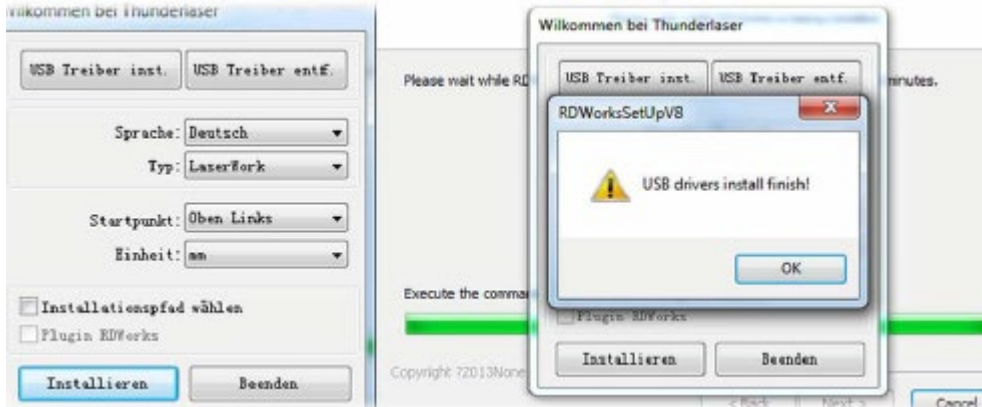 Wilkommen bei Thunderlaser
USB Treiber inst.
USB Treiber entf.
Sprache: Deutsch
Typ: LaserWork
Startpunkt: Oben Links
Einheit: mm
Installationspfad wählen
Plugin RDWorks
Installieren
Beenden
Please wait while RD
minutes.
Execute the comma
Copyright ?2013None
< Back
Next >
Cancel
Wilkommen bei Thunderlaser
USB Treiber inst.
USB Treiber entf.
RDWorksSetUpV8
USB drivers install finish!
OK
Plugin RDWorks
Installieren
Beenden